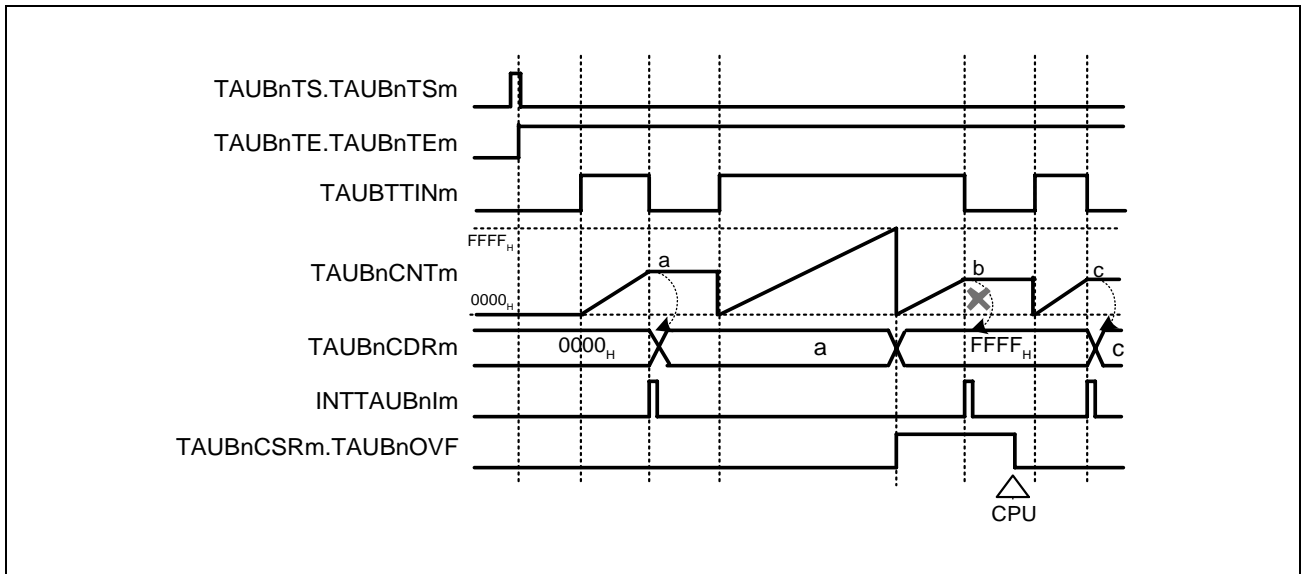 TAUBnTS.TAUBnTSm
TAUBnTE.TAUBnTEm
TAUBTTINm
FFFFH
TAUBnCNTm
a
b
c
0000H
TAUBnCDRm
0000H
a
FFFFH
c
INTTAUBnIm
TAUBnCSRm.TAUBnOVF
CPU